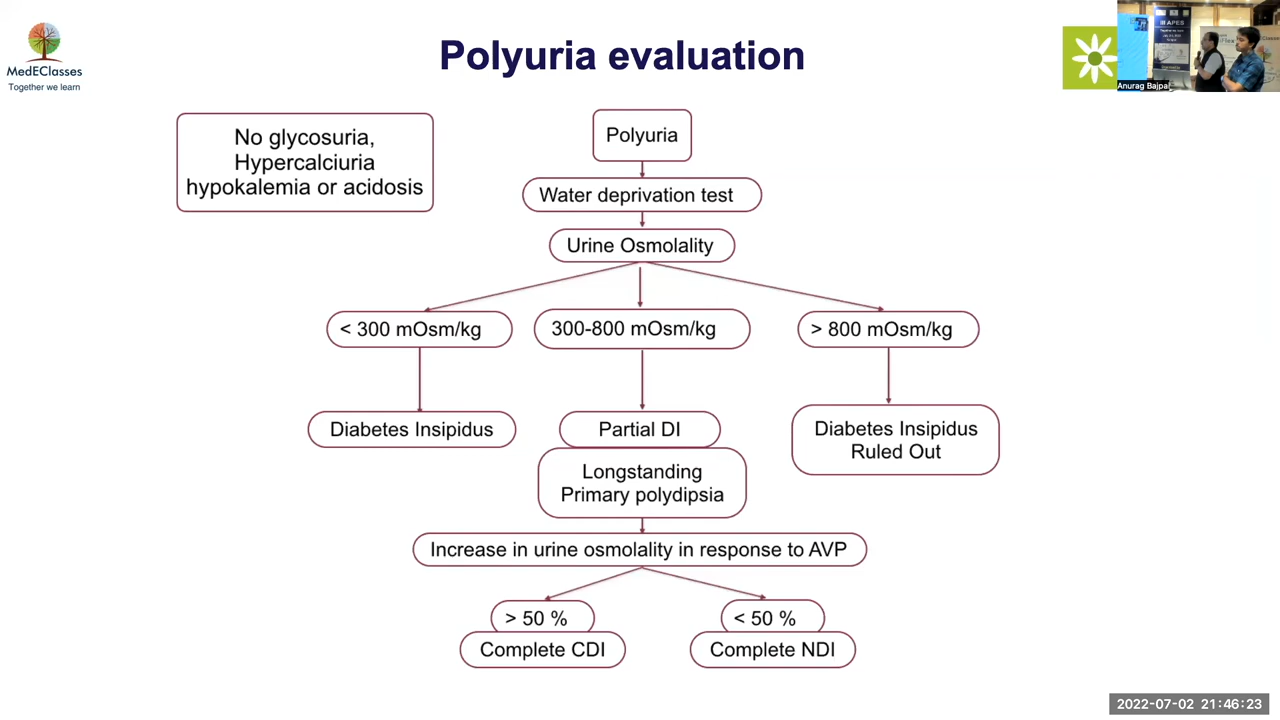 MedEClasses
Together we learn
Polyuria evaluation
III APES
Anurag Bajpai
No glycosuria,
Hypercalciuria
hypokalemia or acidosis
Polyuria
Water deprivation test
Urine Osmolality
< 300 mOsm/kg
300-800 mOsm/kg
> 800 mOsm/kg
Diabetes Insipidus
Partial DI
Diabetes Insipidus
Ruled Out
Longstanding
Primary polydipsia
Increase in urine osmolality in response to AVP
> 50 %
< 50 %
Complete CDI
Complete NDI
2022-07-02 21:46:23